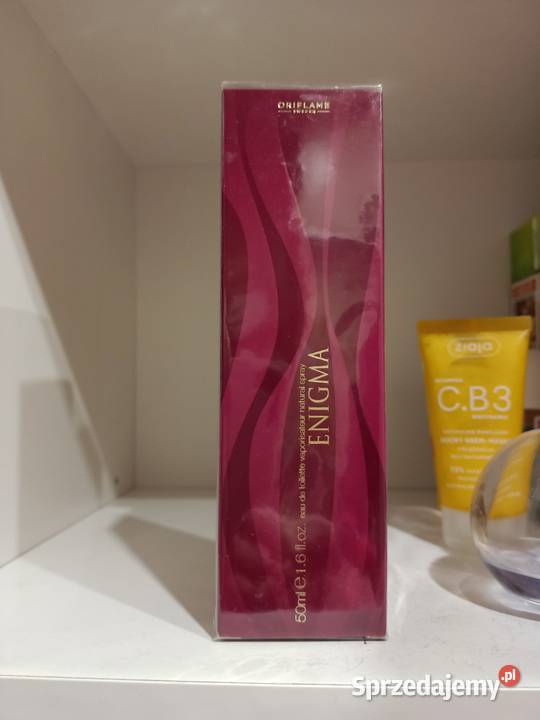 ORIFLAME
SWEDEN
ENIGMA
eau de toilette vaporisateur natural spray
50ml e 1.6 fl.oz.
ziaja
C.B3
Sprzedajemy.pl